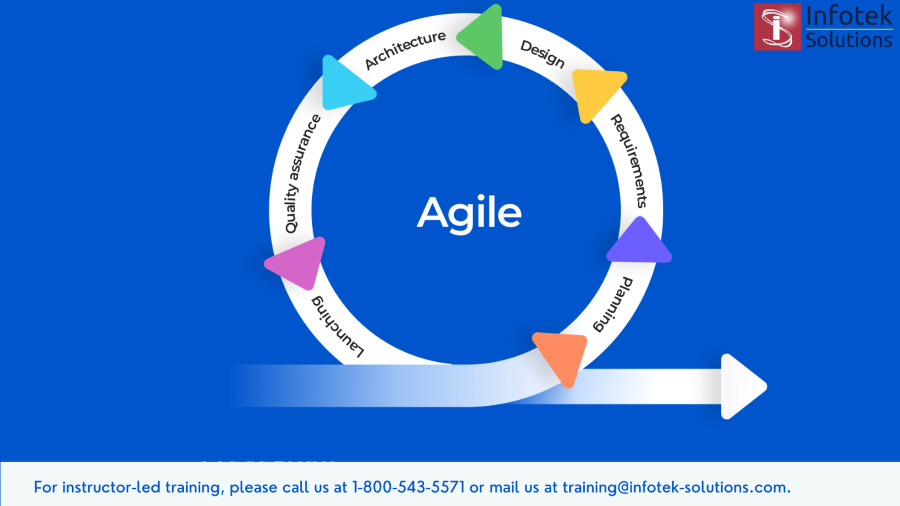 Infotek
Solutions
Architecture
Design
Quality assurance
Requirements
Agile
Planning
Launching
For instructor-led training, please call us at 1-800-543-5571 or mail us at training@infotek-solutions.com.